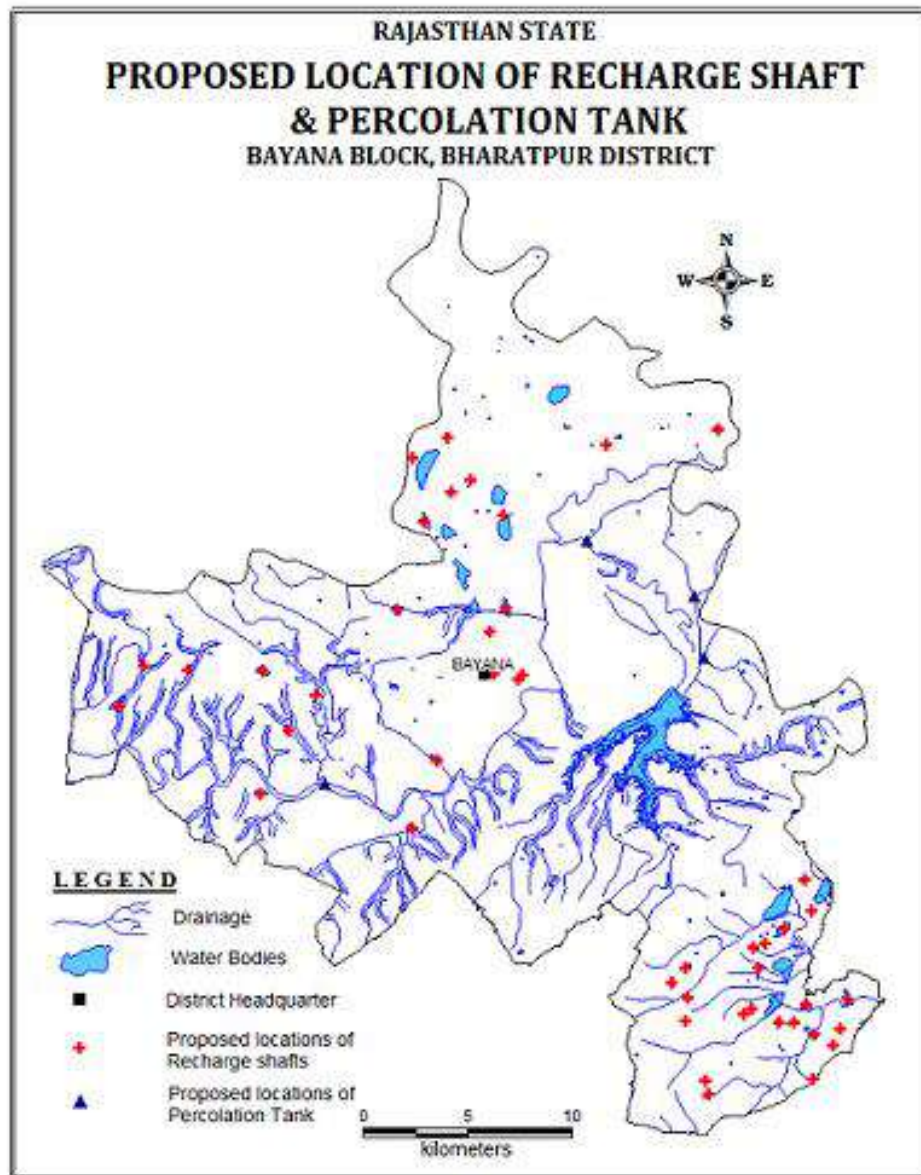 RAJASTHAN STATE
PROPOSED LOCATION OF RECHARGE SHAFT
& PERCOLATION TANK
BAYANA BLOCK, BHARATPUR DISTRICT
N
W E
S
BAYANA
LEGEND
Drainage
Water Bodies
District Headquarter
Proposed locations of
Recharge shafts
Proposed locations of
Percolation Tank
0 5 10
kilometers